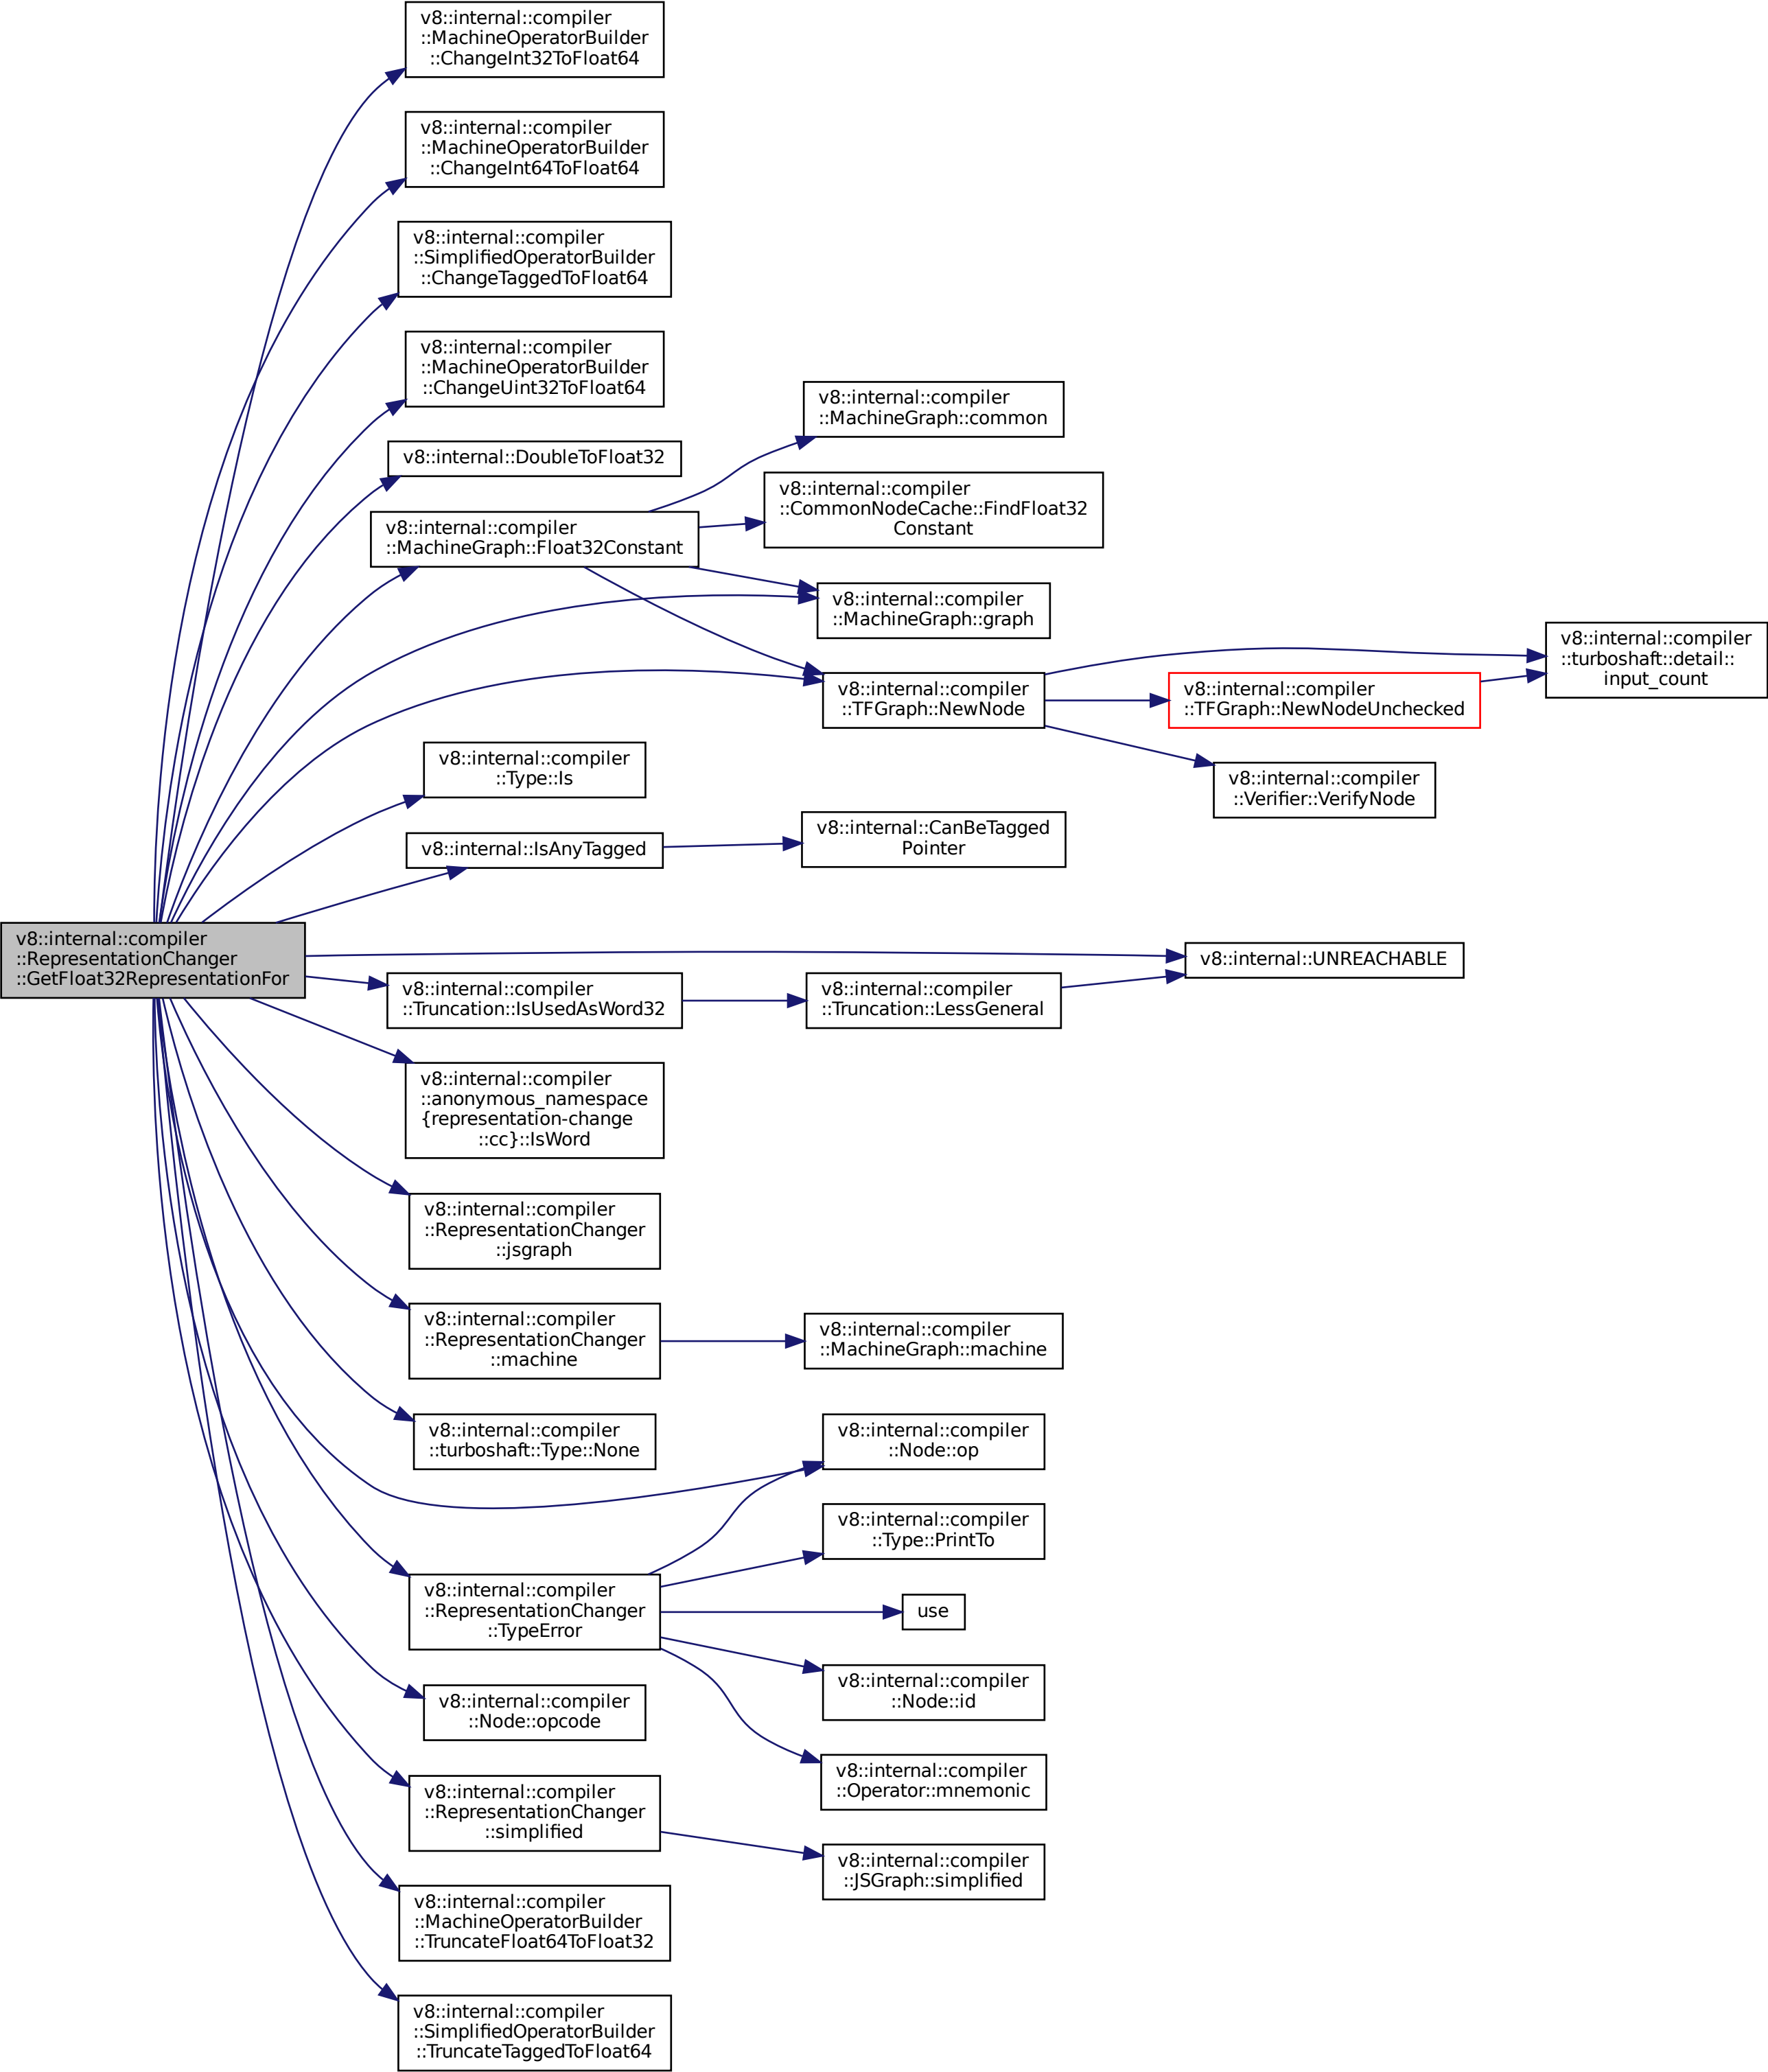 v8::internal::compiler
::MachineOperatorBuilder
::ChangeInt32ToFloat64
v8::internal::compiler
::MachineOperatorBuilder
::ChangeInt64ToFloat64
v8::internal::compiler
::SimplifiedOperatorBuilder
::ChangeTaggedToFloat64
v8::internal::compiler
::MachineOperatorBuilder
::ChangeUint32ToFloat64
v8::internal::DoubleToFloat32
v8::internal::compiler
::MachineGraph::Float32Constant
v8::internal::compiler
::MachineGraph::common
v8::internal::compiler
::CommonNodeCache::FindFloat32
Constant
v8::internal::compiler
::MachineGraph::graph
v8::internal::compiler
::TFGraph::NewNode
v8::internal::compiler
::TFGraph::NewNodeUnchecked
v8::internal::compiler
::turboshaft::detail::
input_count
v8::internal::compiler
::Verifier::VerifyNode
v8::internal::compiler
::Type::Is
v8::internal::IsAnyTagged
v8::internal::CanBeTagged
Pointer
v8::internal::compiler
::RepresentationChanger
::GetFloat32RepresentationFor
v8::internal::UNREACHABLE
v8::internal::compiler
::Truncation::IsUsedAsWord32
v8::internal::compiler
::Truncation::LessGeneral
v8::internal::compiler
::anonymous_namespace
{representation-change
::cc}::IsWord
v8::internal::compiler
::RepresentationChanger
::jsgraph
v8::internal::compiler
::RepresentationChanger
::machine
v8::internal::compiler
::MachineGraph::machine
v8::internal::compiler
::turboshaft::Type::None
v8::internal::compiler
::Node::op
v8::internal::compiler
::Type::PrintTo
v8::internal::compiler
::RepresentationChanger
::TypeError
use
v8::internal::compiler
::Node::id
v8::internal::compiler
::Node::opcode
v8::internal::compiler
::Operator::mnemonic
v8::internal::compiler
::RepresentationChanger
::simplified
v8::internal::compiler
::JSGraph::simplified
v8::internal::compiler
::MachineOperatorBuilder
::TruncateFloat64ToFloat32
v8::internal::compiler
::SimplifiedOperatorBuilder
::TruncateTaggedToFloat64